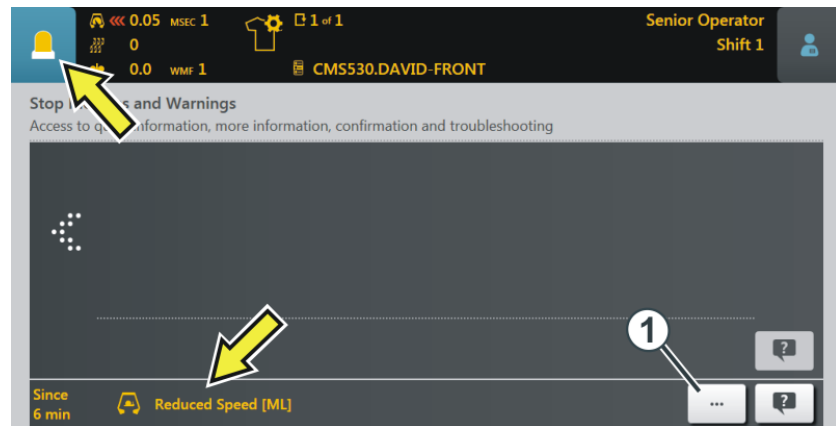 0.05 MSEC 1
1 of 1
Senior Operator
0
Shift 1
0.0 WMF 1
CMS530.DAVID-FRONT
Stop and Warnings
Access to information, more information, confirmation and troubleshooting
1
?
Since
6 min
Reduced Speed [ML]
...
?